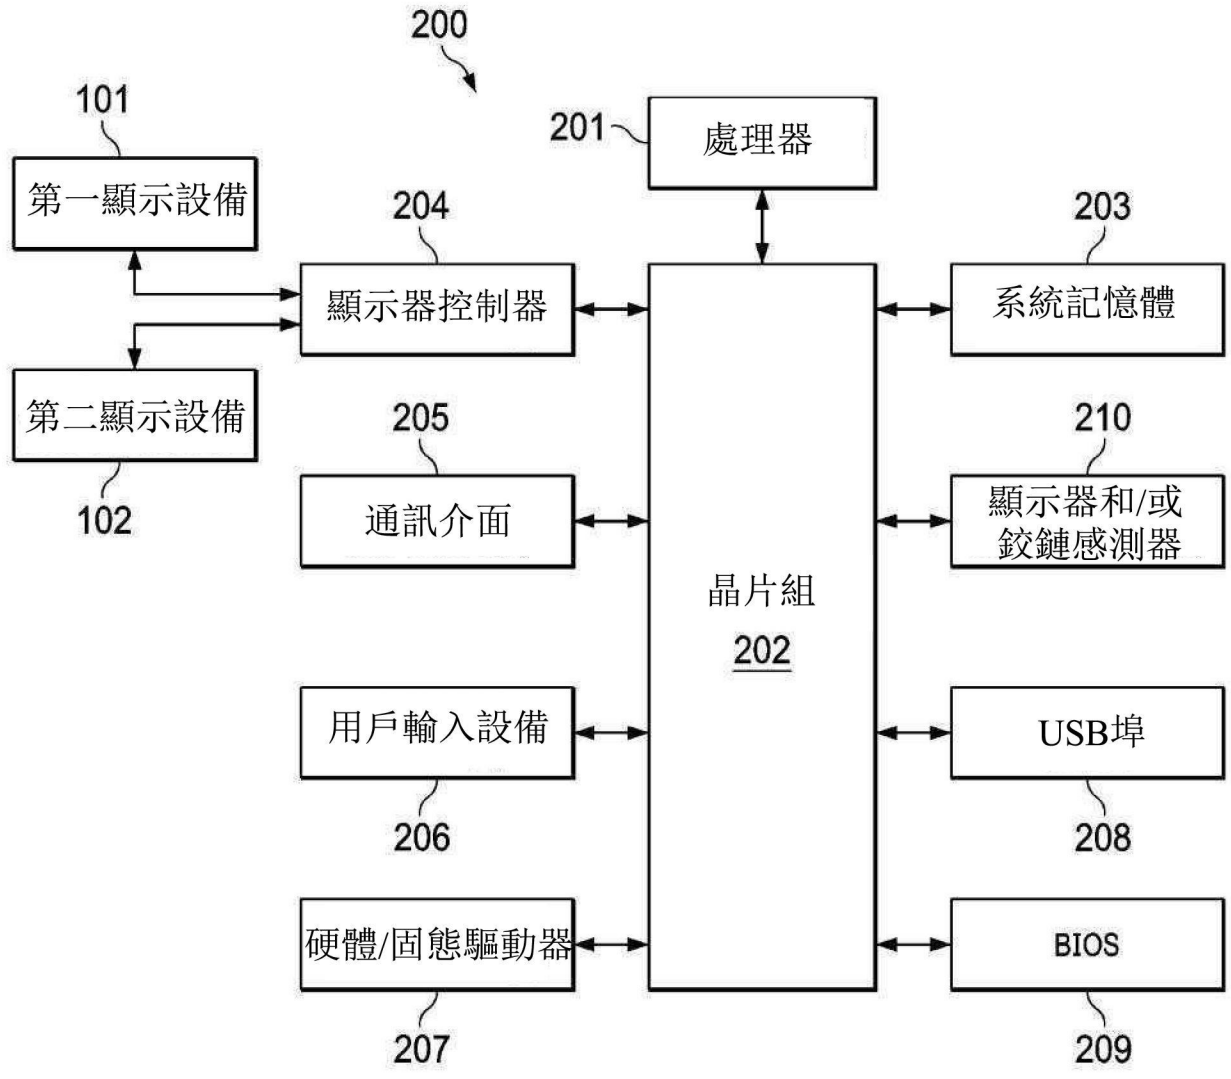 200
101
第一顯示設備
201
處理器
204
顯示器控制器
203
系統記憶體
第二顯示設備
102
205
通訊介面
210
顯示器和/或
鉸鏈感測器
晶片組
202
用戶輸入設備
206
USB埠
208
硬體/固態驅動器
207
BIOS
209